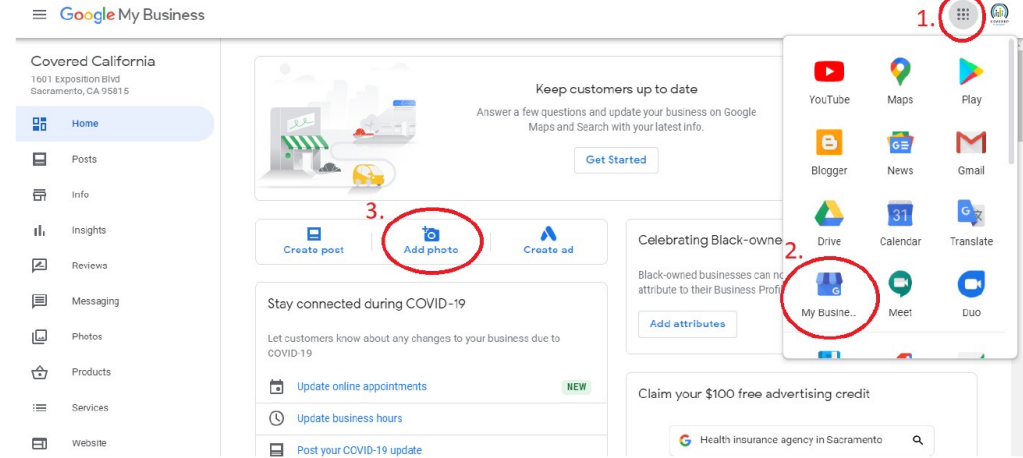 Google My Business
1.
Covered California
1601 Exposition Blvd
Sacramento, CA 95815
Home
Posts
Info
Insights
Reviews
Messaging
Photos
Products
Services
Website
Keep customers up to date
Answer a few questions and update your business on Google
Maps and Search with your latest info.
Get Started
3.
Create post
Add photo
Create ad
Stay connected during COVID-19
Let customers know about any changes to your business due to
COVID-19
Update online appointments
NEW
Update business hours
Post your COVID-19 update
Celebrating Black-owne
Black-owned businesses can
attribute to their Business
Add attributes
Claim your $100 free advertising credit
Health insurance agency in Sacramento
YouTube
Maps
Play
Blogger
News
Gmail
Drive
31
Calendar
Translate
2.
My Busine...
Meet
Duo